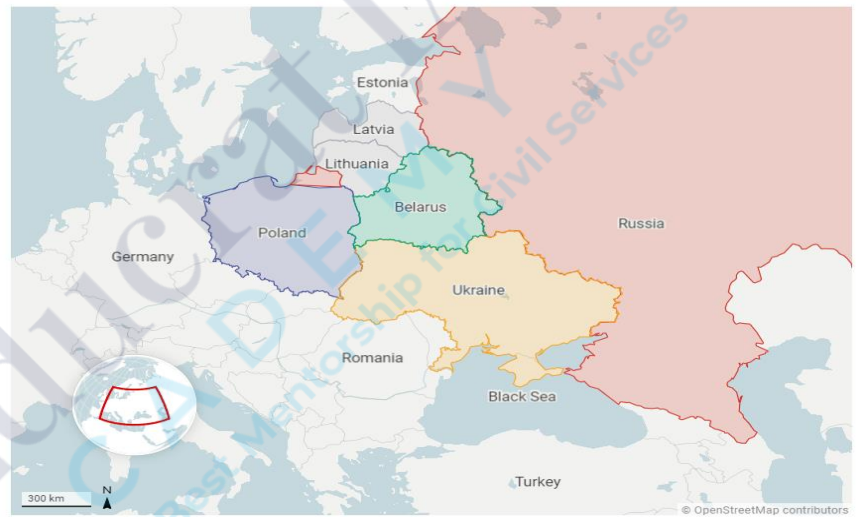 Estonia
Latvia
Lithuania
Belarus
Russia
Poland
Germany
Ukraine
Romania
Black Sea
Turkey
N
300 km
© OpenStreetMap contributors
Best Mentorship for Civil Services